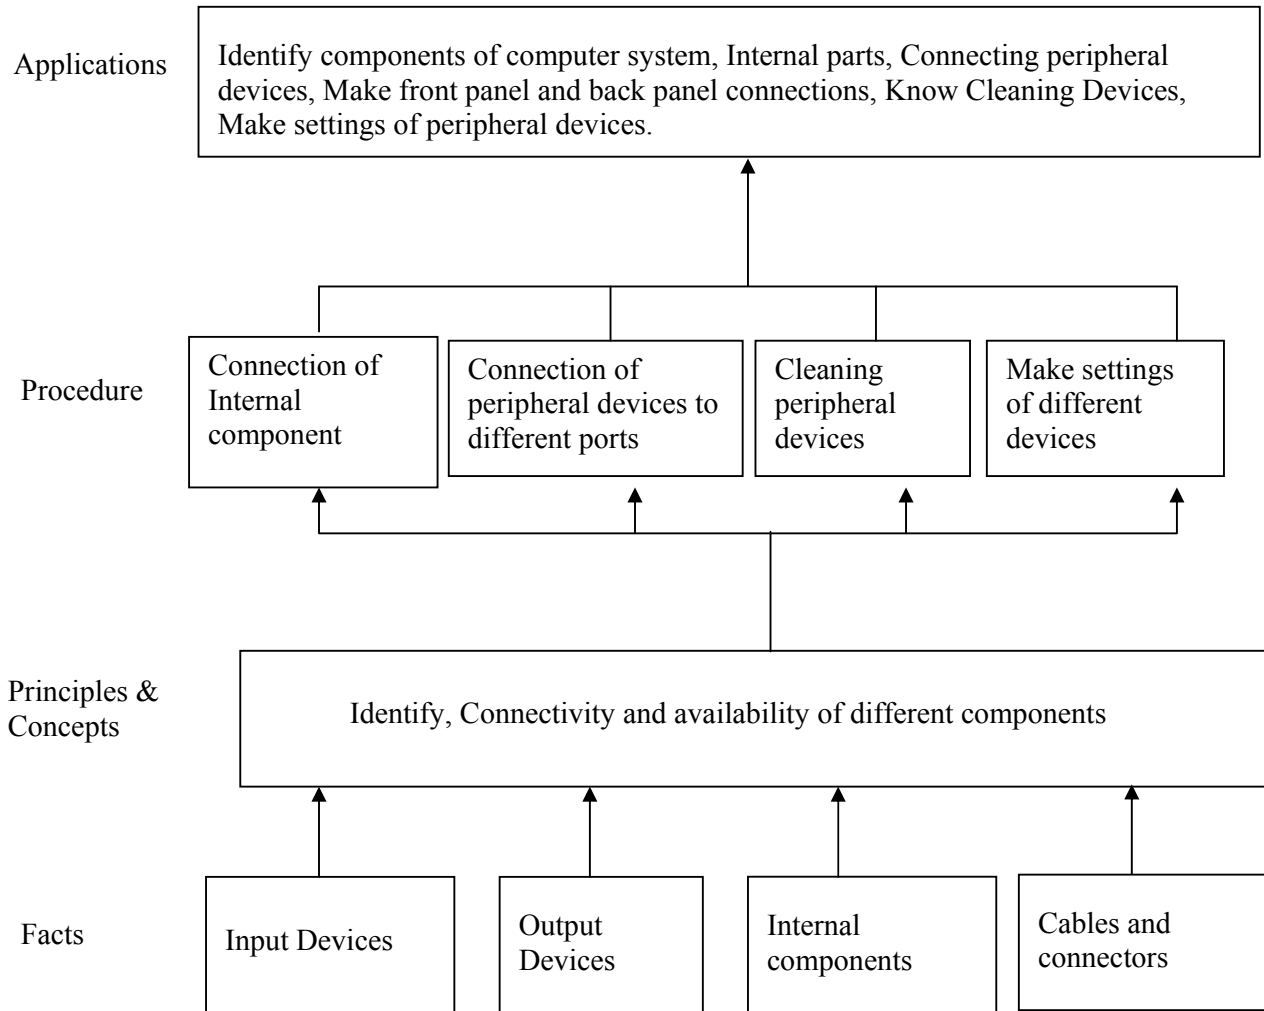 Applications
Identify components of computer system, Internal parts, Connecting peripheral
devices, Make front panel and back panel connections, Know Cleaning Devices,
Make settings of peripheral devices.
Procedure
Connection of
Internal
component
Connection of
peripheral devices to
different ports
Cleaning
peripheral
devices
Make settings
of different
devices
Principles &
Concepts
Identify, Connectivity and availability of different components
Facts
Input Devices
Output
Devices
Internal
components
Cables and
connectors